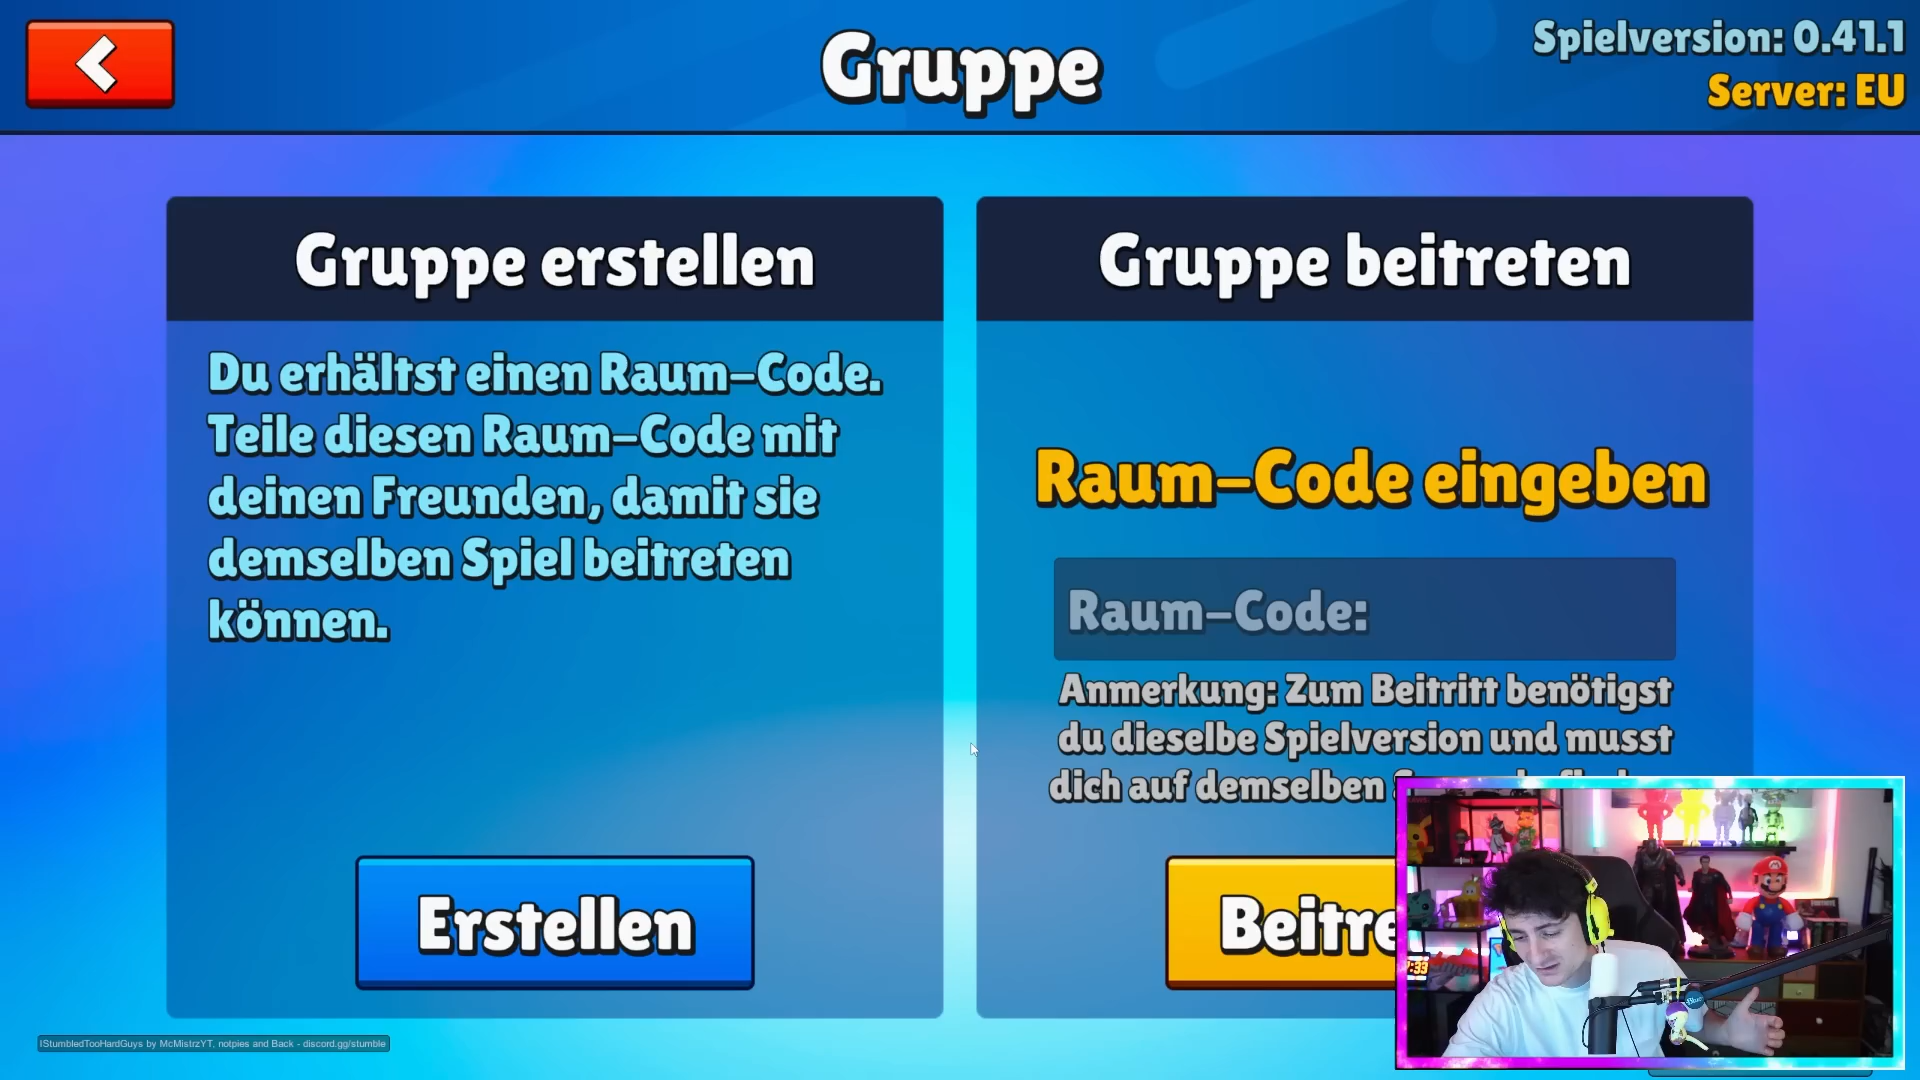 Gruppe
Spielversion: 0.41.1
Server: EU
Gruppe erstellen
Du erhältst einen Raum-Code.
Teile diesen Raum-Code mit
deinen Freunden, damit sie
demselben Spiel beitreten
können.
Erstellen
Gruppe beitreten
Raum-Code eingeben
Raum-Code:
Anmerkung: Zum Beitritt benötigst
du dieselbe Spielversion und musst
dich auf demselben
Beitre
:33
Blue
IStumbledTooHardGuys by McMistrzYT, notpies and Back - discord.gg/stumble